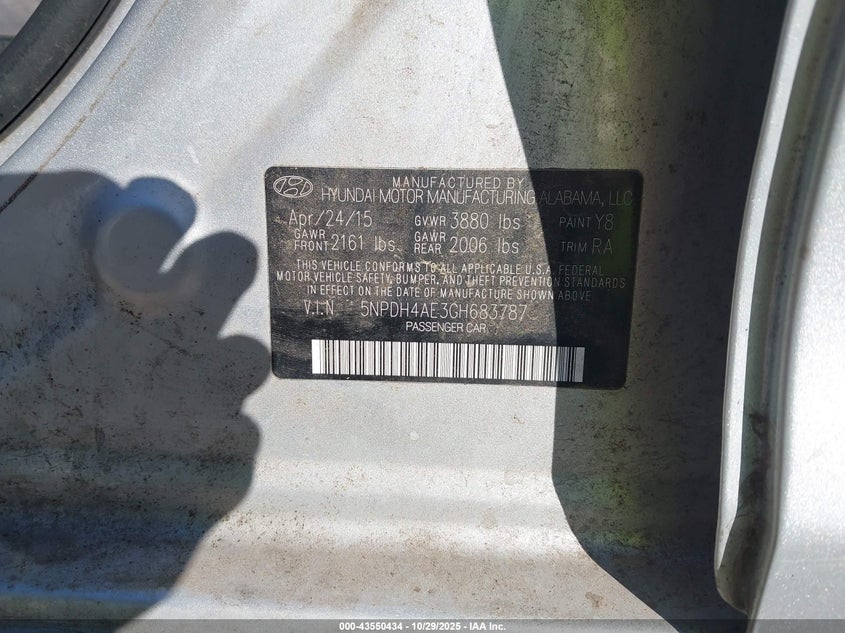 MANUFACTURED BY
HYUNDAI MOTOR MANUFACTURING ALABAMA, LLC
Apr/24/15 GVWR 3880 lbs PAINT Y8
GAWR FRONT 2161 lbs GAWR REAR 2006 lbs TRIM RA
THIS VEHICLE CONFORMS TO ALL APPLICABLE U.S.A. FEDERAL
MOTOR VEHICLE SAFETY, BUMPER, AND THEFT PREVENTION STANDARDS
IN EFFECT ON THE DATE OF MANUFACTURE SHOWN ABOVE.
V.I.N 5NPDH4AE3GH683787
PASSENGER CAR
000-43550434 - 10/29/2025 - IAA Inc.